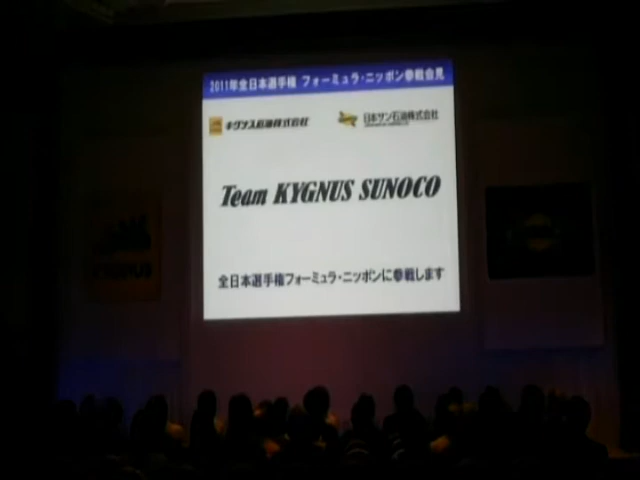 2011年全日本選手権 フォーミュラ・ニッポン参戦会見
キグナス石油株式会社
日本サン石油株式会社
Team KYGNUS SUNOCO
全日本選手権フォーミュラ・ニッポンに参戦します